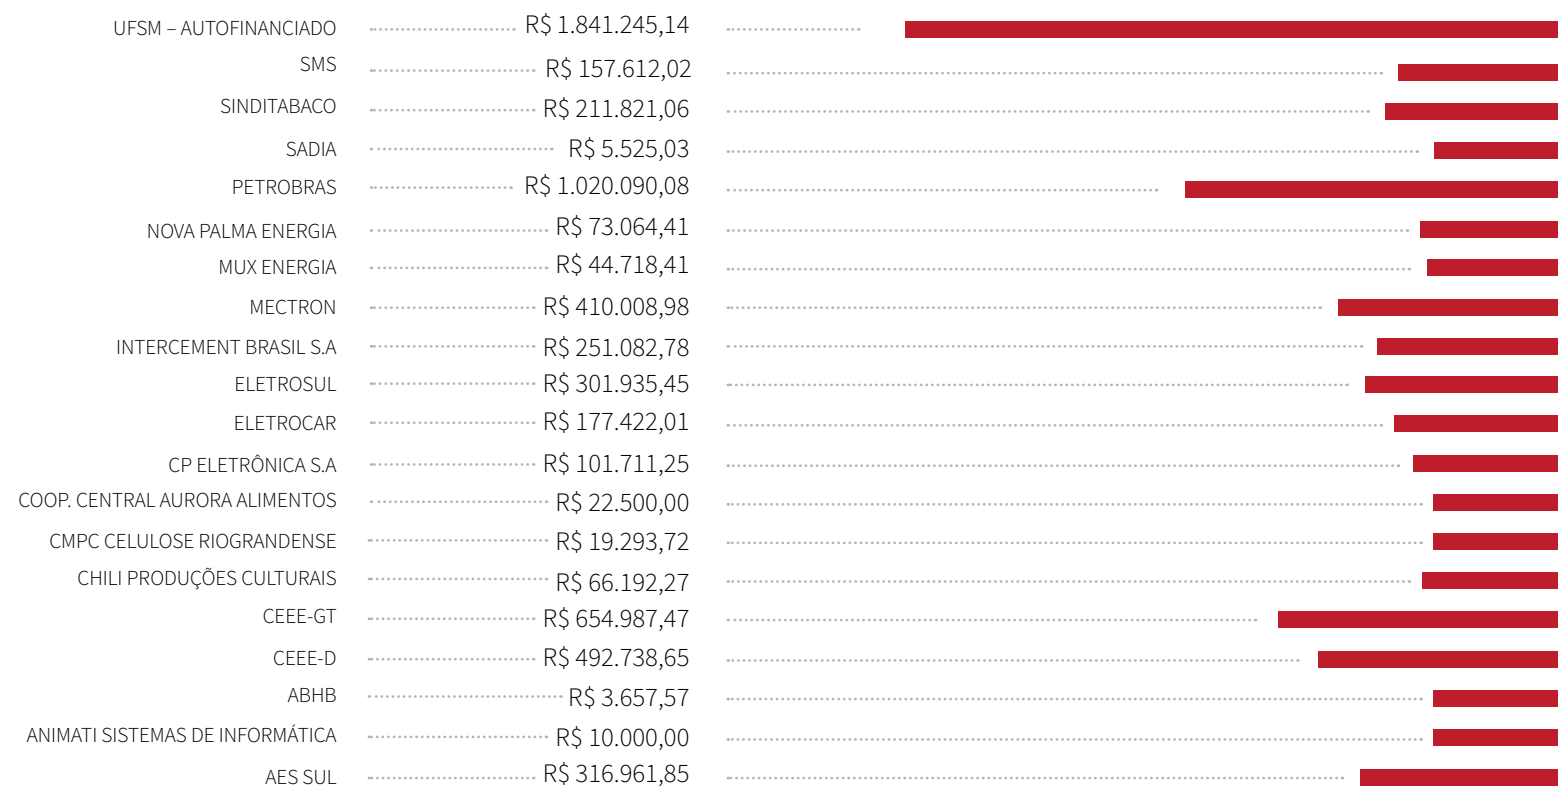 UFSM – AUTOFINANCIADO R$ 1.841.245,14
SMS R$ 157.612,02
SINDITABACO R$ 211.821,06
SADIA R$ 5.525,03
PETROBRAS R$ 1.020.090,08
NOVA PALMA ENERGIA R$ 73.064,41
MUX ENERGIA R$ 44.718,41
MECTRON R$ 410.008,98
INTERCEMENT BRASIL S.A R$ 251.082,78
ELETROSUL R$ 301.935,45
ELETROCAR R$ 177.422,01
CP ELETRÔNICA S.A R$ 101.711,25
COOP. CENTRAL AURORA ALIMENTOS R$ 22.500,00
CMPC CELULOSE RIOGRANDENSE R$ 19.293,72
CHILI PRODUÇÕES CULTURAIS R$ 66.192,27
CEEE-GT R$ 654.987,47
CEEE-D R$ 492.738,65
ABHB R$ 3.657,57
ANIMATI SISTEMAS DE INFORMÁTICA R$ 10.000,00
AES SUL R$ 316.961,85